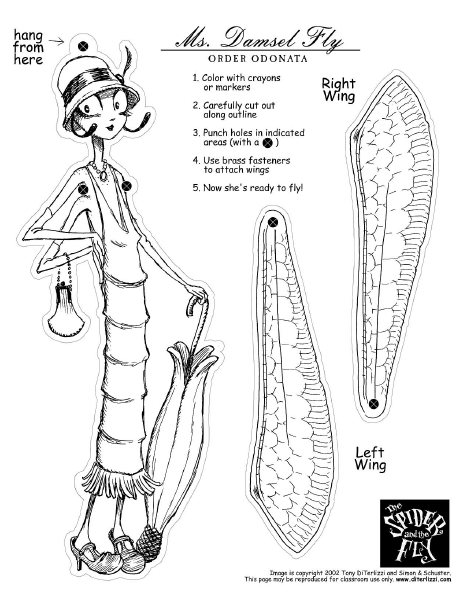 hang
from
here
Ms. Damsel Fly
ORDER ODONATA
1. Color with crayons
or markers
2. Carefully cut out
along outline
3. Punch holes in indicated
areas (with a ⊗ )
4. Use brass fasteners
to attach wings
5. Now she's ready to fly!
Right
Wing
Left
Wing
The
SPIDER
and the
FLY
Image is copyright 2002 Tony DiTerlizzi and Simon & Schuster,
This page may be reproduced for classroom use only. www.diterlizzi.com